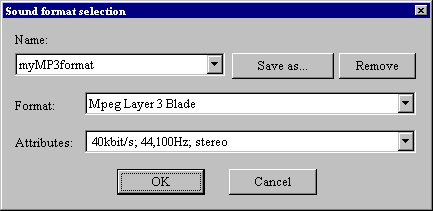 Sound format selection
Name:
myMP3format
Save as...
Remove
Format:
Mpeg Layer 3 Blade
Attributes:
40kbit/s; 44,100Hz; stereo
OK
Cancel